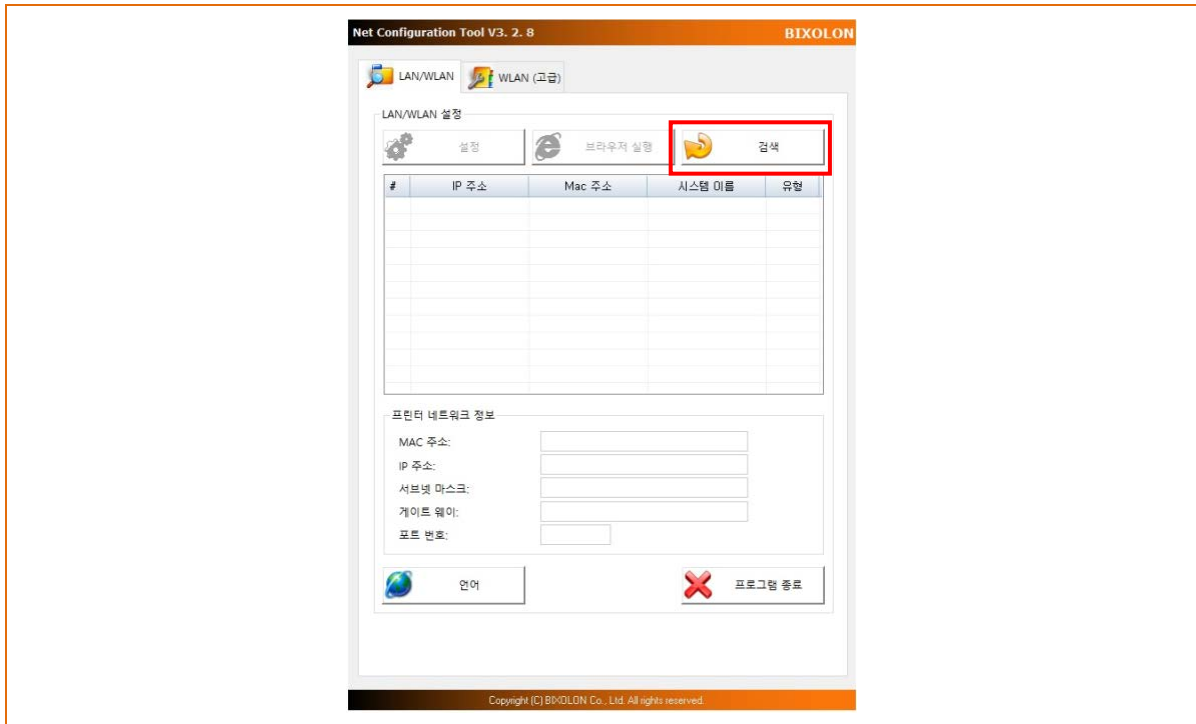 Net Configuration Tool V3. 2. 8 BIXOLON
LAN/WLAN WLAN (고급)
LAN/WLAN 설정
설정 브라우저 실행 검색
# IP 주소 Mac 주소 시스템 이름 유형
프린터 네트워크 정보
MAC 주소:
IP 주소:
서브넷 마스크:
게이트 웨이:
포트 번호:
언어 프로그램 종료
Copyright (C) BIXOLON Co., Ltd. All rights reserved.